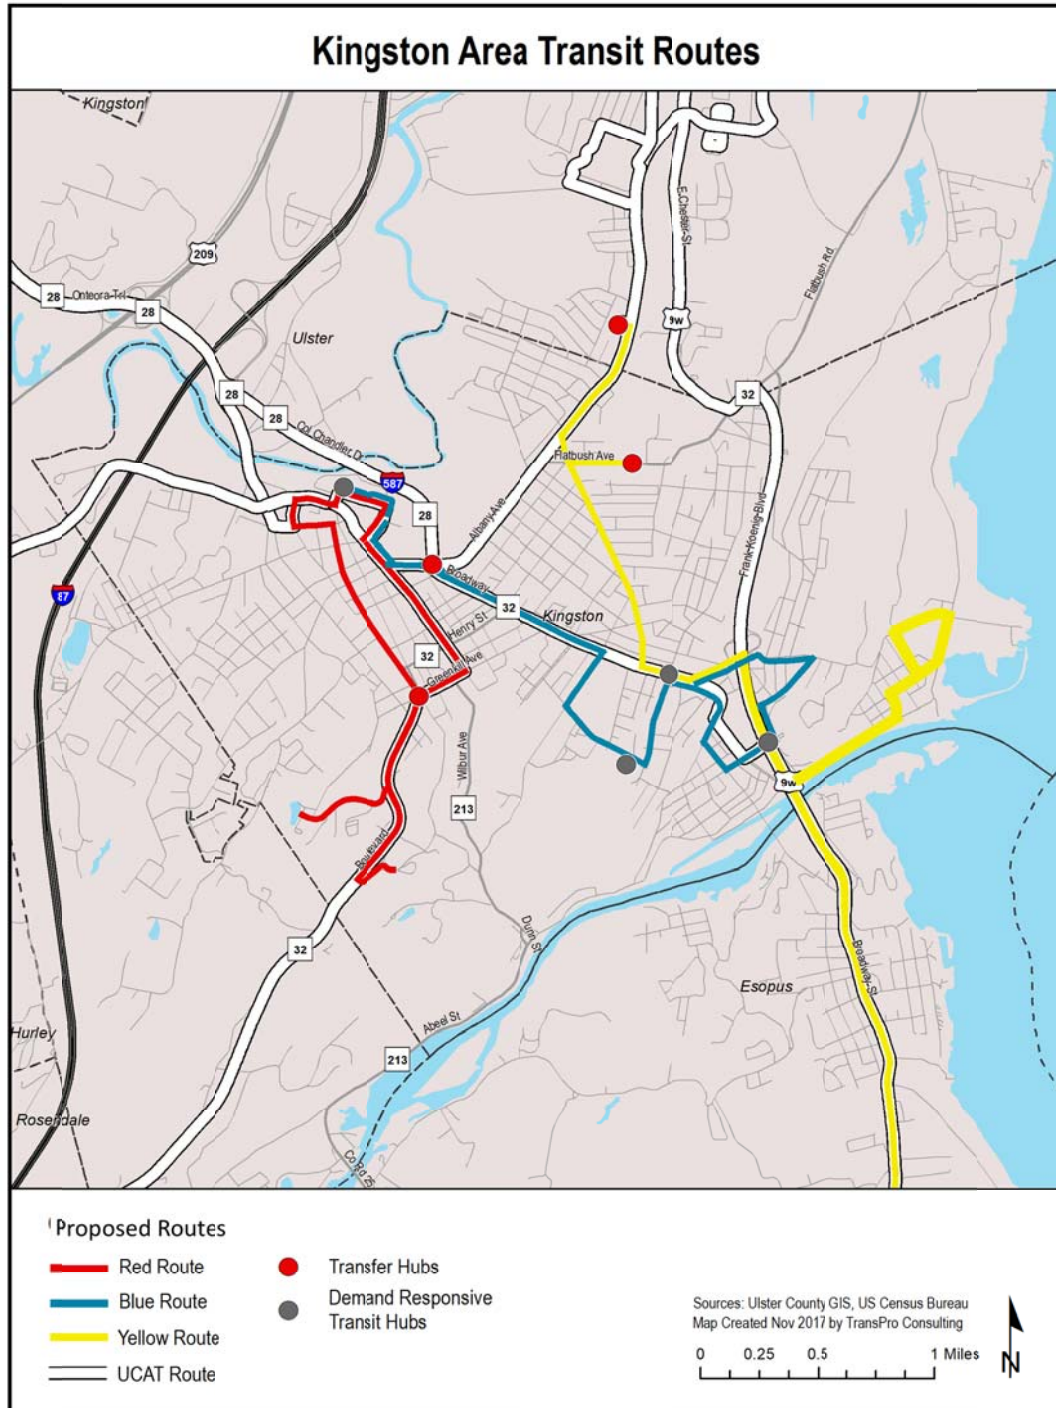 Kingston Area Transit Routes
Kingston
209
28
Onteora Trl
28
Ulster
E Chester St
Flatbush Rd
9W
32
28
28
Col Chandler Dr
587
28
Flatbush Ave
Albany Ave
Frank Koenig Blvd
87
Broadway
32
Kingston
Henry St
32
Greenkill Ave
Wilbur Ave
9W
213
Boulevard
32
Dunn St
Broadway St
Esopus
Hurley
Abeel St
213
Rosendale
Co Rd 25
Proposed Routes
Red Route
Blue Route
Yellow Route
UCAT Route
Transfer Hubs
Demand Responsive
Transit Hubs
Sources: Ulster County GIS, US Census Bureau
Map Created Nov 2017 by TransPro Consulting
0 0.25 0.5 1 Miles
N